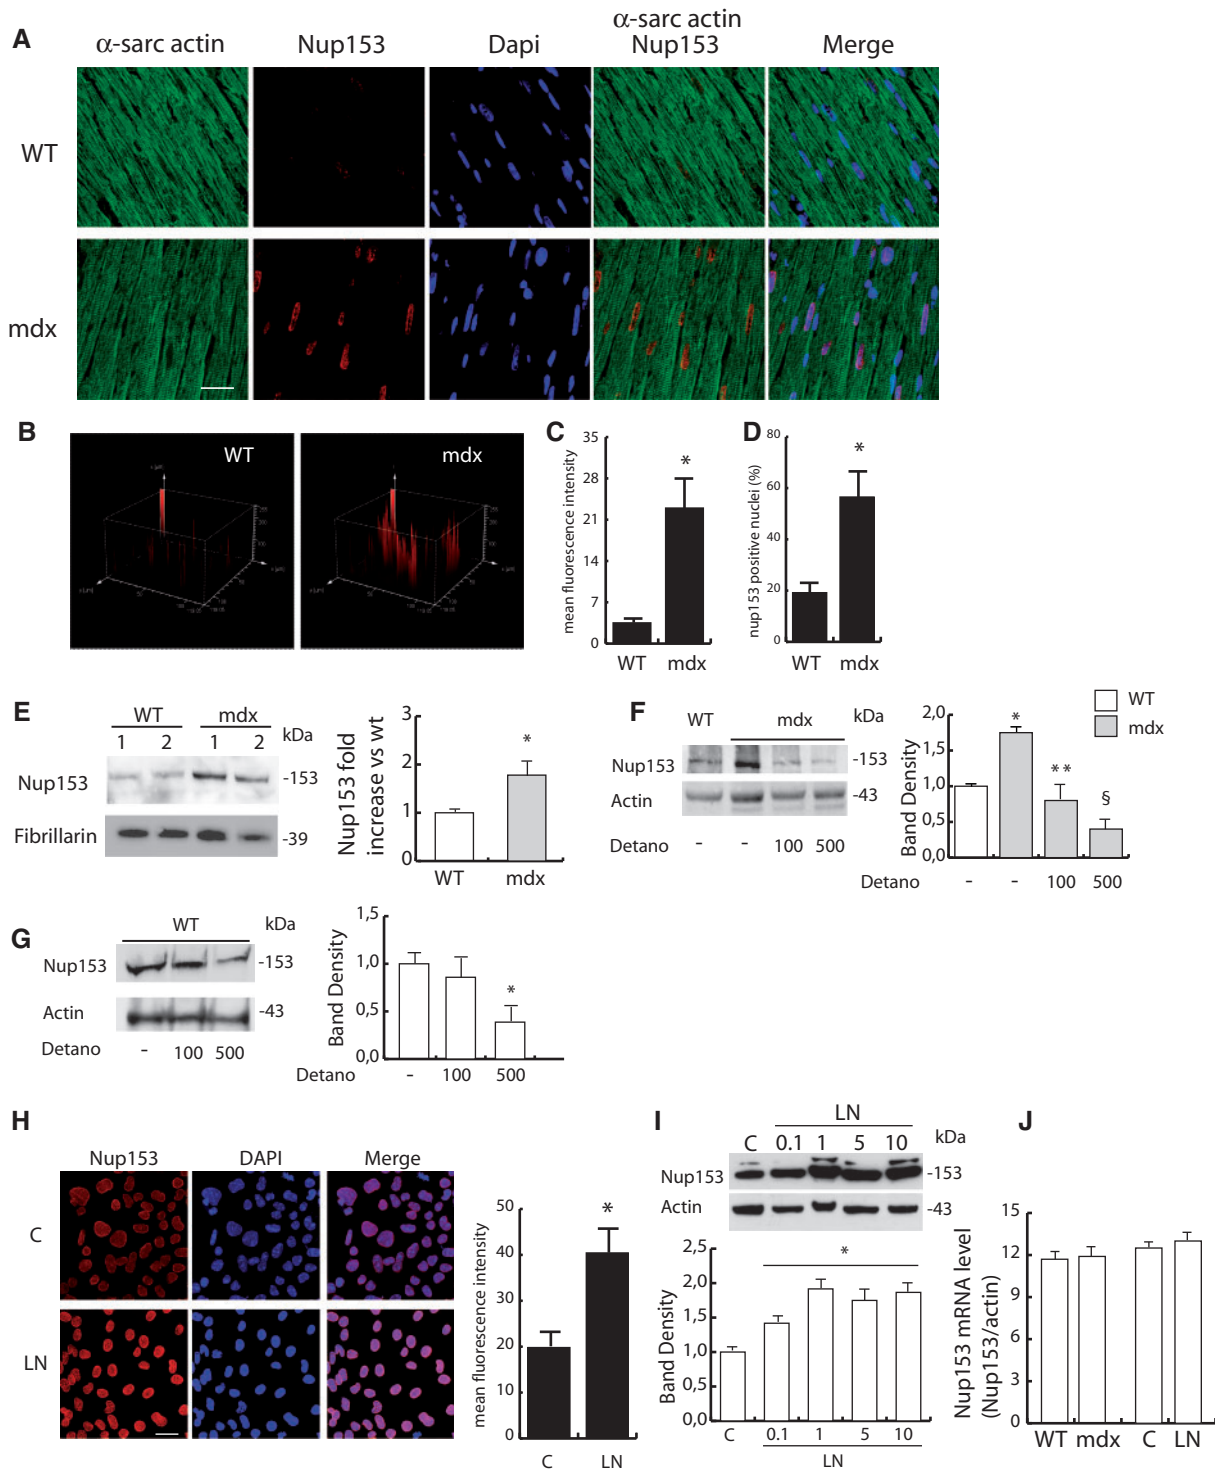 A
α-sarc actin
Nup153
Dapi
α-sarc actin
Nup153
Merge
WT
mdx
B
WT
mdx
C
mean fluorescence intensity
35
28
21
14
7
0
WT
mdx
*
D
nup153 positive nuclei (%)
80
60
40
20
0
WT
mdx
*
E
WT
mdx
1
2
1
2
kDa
Nup153
-153
Fibrillarin
-39
Nup153 fold
increase vs wt
3
2
1
0
*
WT
mdx
F
WT
mdx
kDa
Nup153
-153
Actin
-43
Detano
-
-
100
500
Band Density
2,0
1,5
1,0
0,5
0,0
*
**
§
WT
mdx
Detano
-
-
100
500
G
WT
kDa
Nup153
-153
Actin
-43
Detano
-
100
500
Band Density
1,5
1,0
0,5
0,0
*
Detano
-
100
500
H
Nup153
DAPI
Merge
C
LN
mean fluorescence intensity
50
40
30
20
10
0
*
C
LN
I
LN
C
0.1
1
5
10
kDa
Nup153
-153
Actin
-43
Band Density
2,5
2,0
1,5
1,0
0,5
0,0
*
C
0.1
1
5
10
LN
J
Nup153 mRNA level
(Nup153/actin)
15
12
9
6
3
0
WT
mdx
C
LN